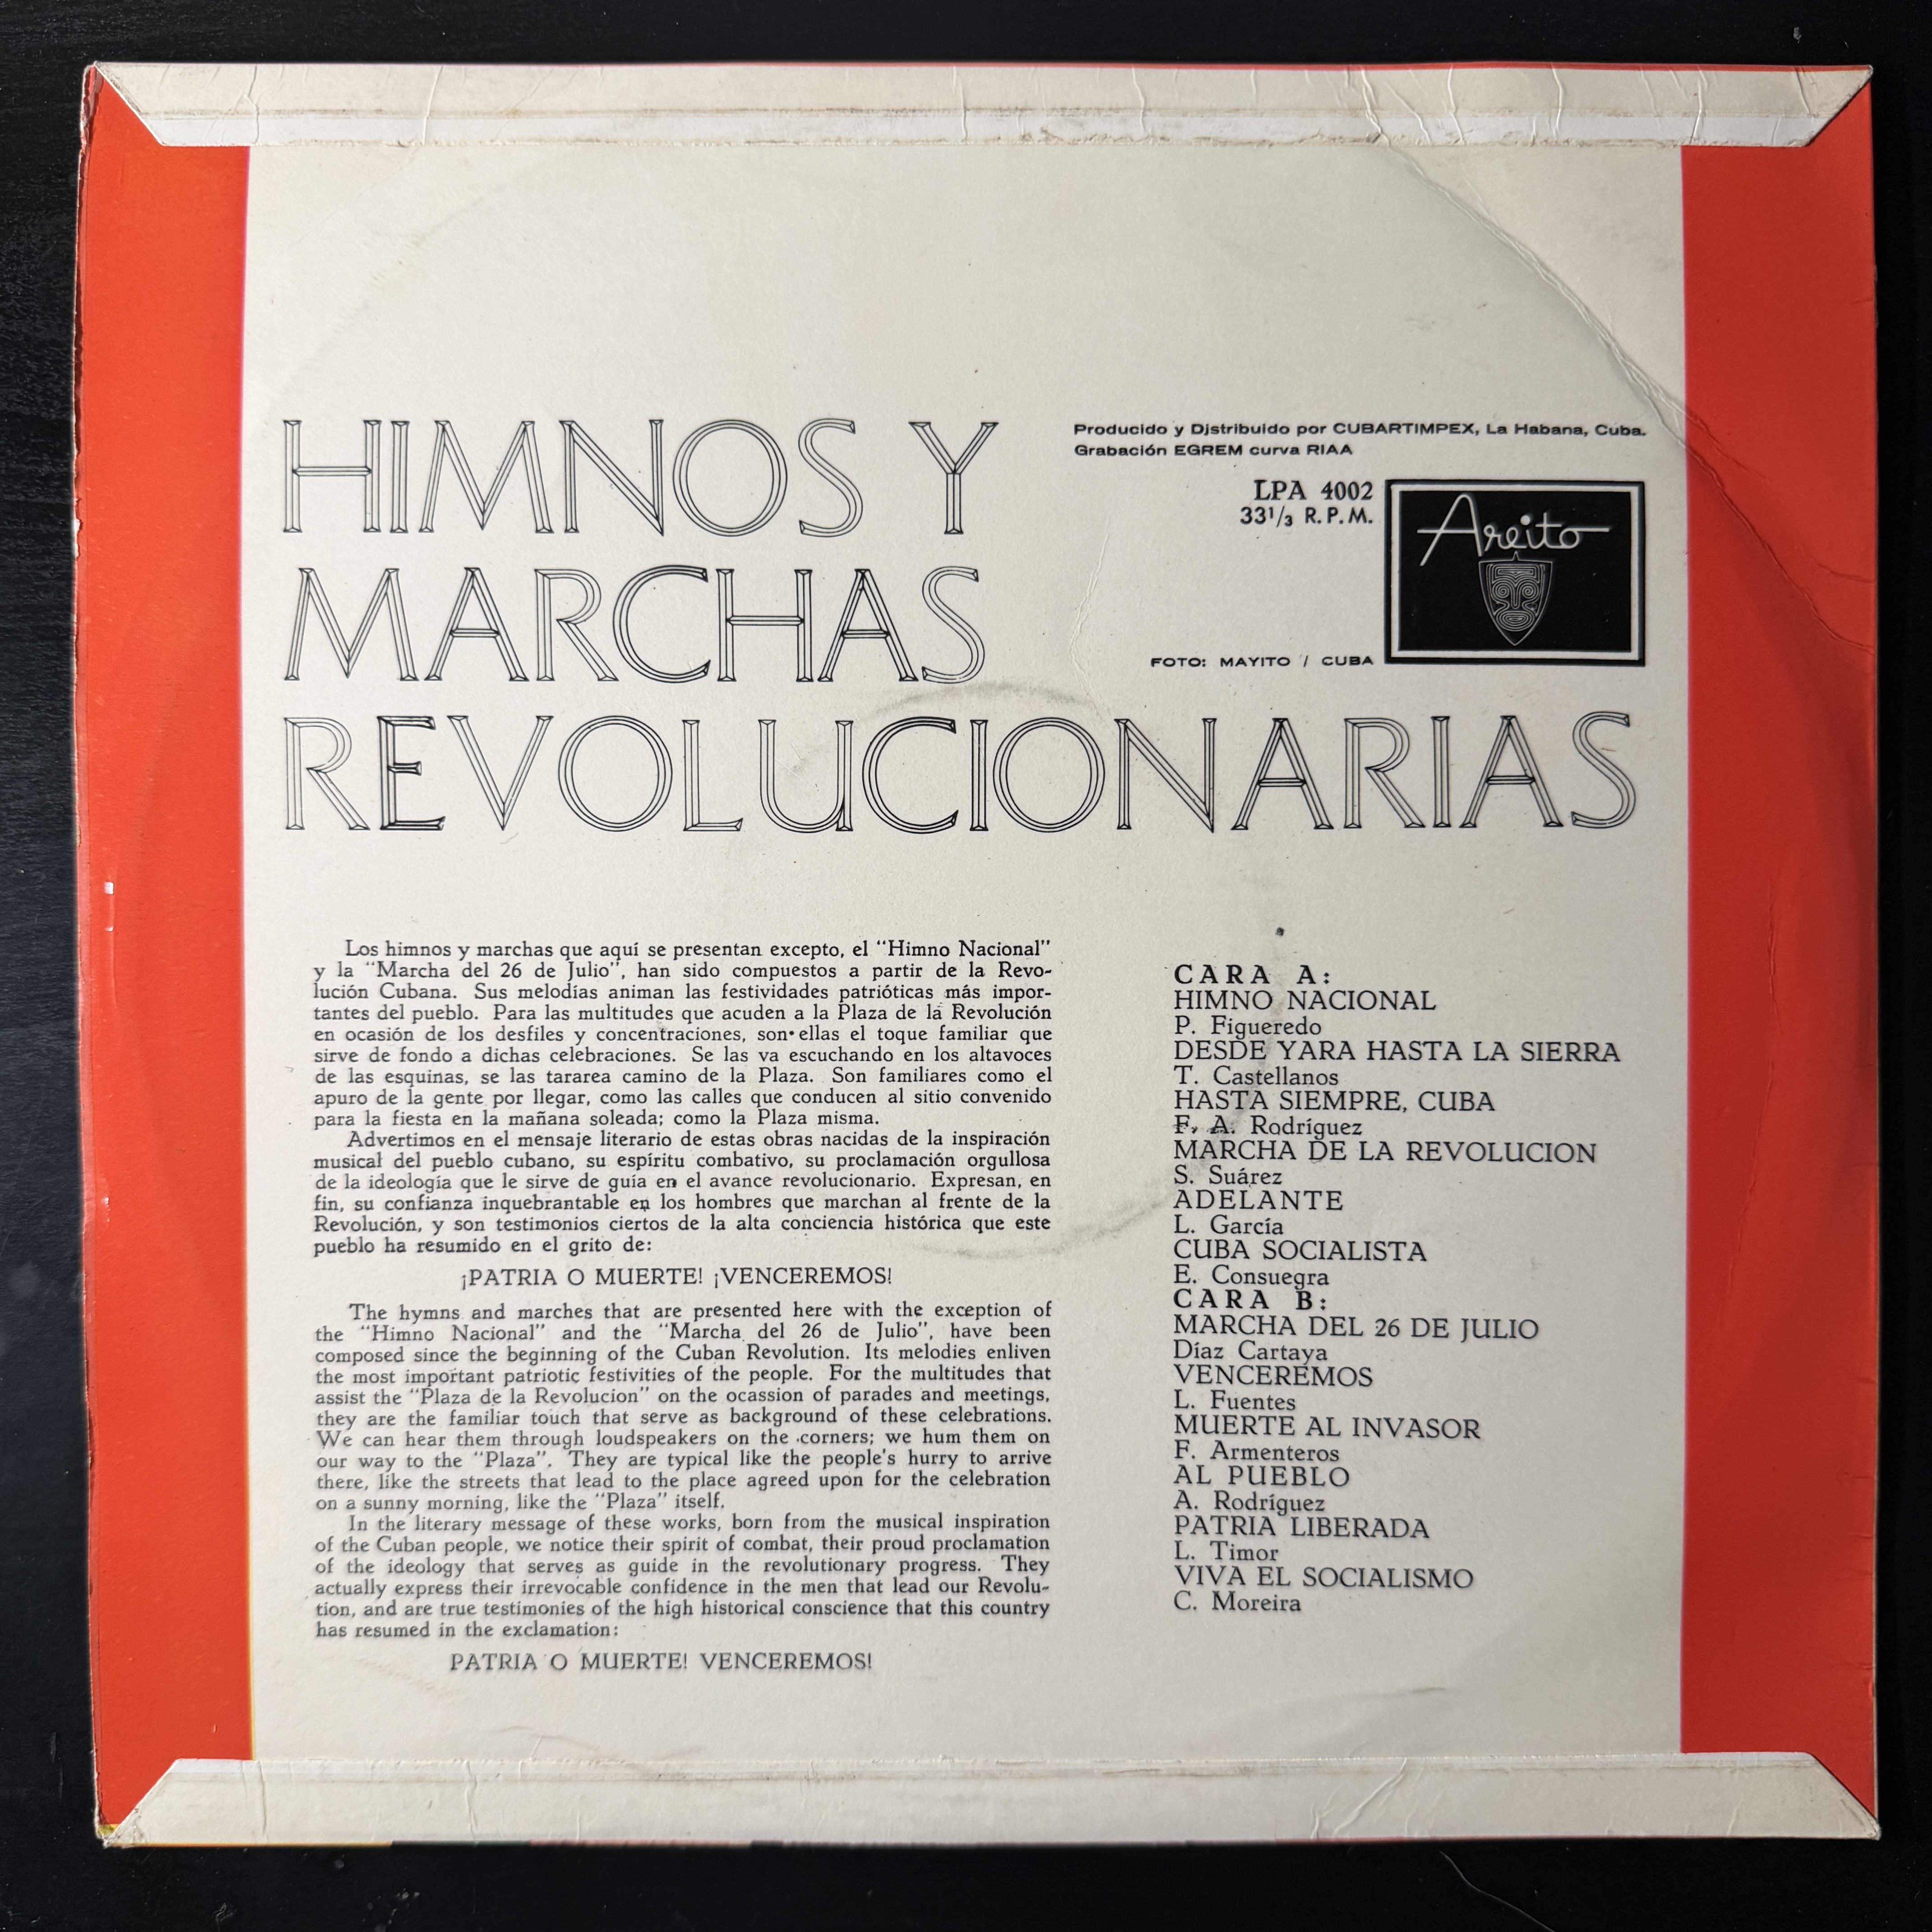 HIMNOS Y
MARCHAS
REVOLUCIONARIAS
Producido y Distribuido por CUBARTIMPEX, La Habana, Cuba.
Grabación EGREM curva RIAA
LPA 4002
33 1/3 R.P.M.
Areito
FOTO: MAYITO / CUBA
Los himnos y marchas que aquí se presentan excepto, el "Himno Nacional"
y la "Marcha del 26 de Julio", han sido compuestos a partir de la Revo-
lución Cubana. Sus melodías animan las festividades patrióticas más impor-
tantes del pueblo. Para las multitudes que acuden a la Plaza de la Revolución
en ocasión de los desfiles y concentraciones, son ellas el toque familiar que
sirve de fondo a dichas celebraciones. Se las va escuchando en los altavoces
de las esquinas, se las tararea camino de la Plaza. Son familiares como el
apuro de la gente por llegar, como las calles que conducen al sitio convenido
para la fiesta en la mañana soleada; como la Plaza misma.
Advertimos en el mensaje literario de estas obras nacidas de la inspiración
musical del pueblo cubano, su espíritu combativo, su proclamación orgullosa
de la ideología que le sirve de guía en el avance revolucionario. Expresan, en
fin, su confianza inquebrantable en los hombres que marchan al frente de la
Revolución, y son testimonios ciertos de la alta conciencia histórica que este
pueblo ha resumido en el grito de:
¡PATRIA O MUERTE! ¡VENCEREMOS!
The hymns and marches that are presented here with the exception of
the "Himno Nacional" and the "Marcha del 26 de Julio", have been
composed since the beginning of the Cuban Revolution. Its melodies enliven
the most important patriotic festivities of the people. For the multitudes that
assist the "Plaza de la Revolucion" on the ocassion of parades and meetings,
they are the familiar touch that serve as background of these celebrations.
We can hear them through loudspeakers on the corners; we hum them on
our way to the "Plaza". They are typical like the people's hurry to arrive
there, like the streets that lead to the place agreed upon for the celebration
on a sunny morning, like the "Plaza" itself.
In the literary message of these works, born from the musical inspiration
of the Cuban people, we notice their spirit of combat, their proud proclamation
of the ideology that serves as guide in the revolutionary progress. They
actually express their irrevocable confidence in the men that lead our Revolu-
tion, and are true testimonies of the high historical conscience that this country
has resumed in the exclamation:
PATRIA O MUERTE! VENCEREMOS!
CARA A:
HIMNO NACIONAL
P. Figueredo
DESDE YARA HASTA LA SIERRA
T. Castellanos
HASTA SIEMPRE, CUBA
F. A. Rodríguez
MARCHA DE LA REVOLUCION
S. Suárez
ADELANTE
L. García
CUBA SOCIALISTA
E. Consuegra
CARA B:
MARCHA DEL 26 DE JULIO
Díaz Cartaya
VENCEREMOS
L. Fuentes
MUERTE AL INVASOR
F. Armenteros
AL PUEBLO
A. Rodríguez
PATRIA LIBERADA
L. Timor
VIVA EL SOCIALISMO
C. Moreira